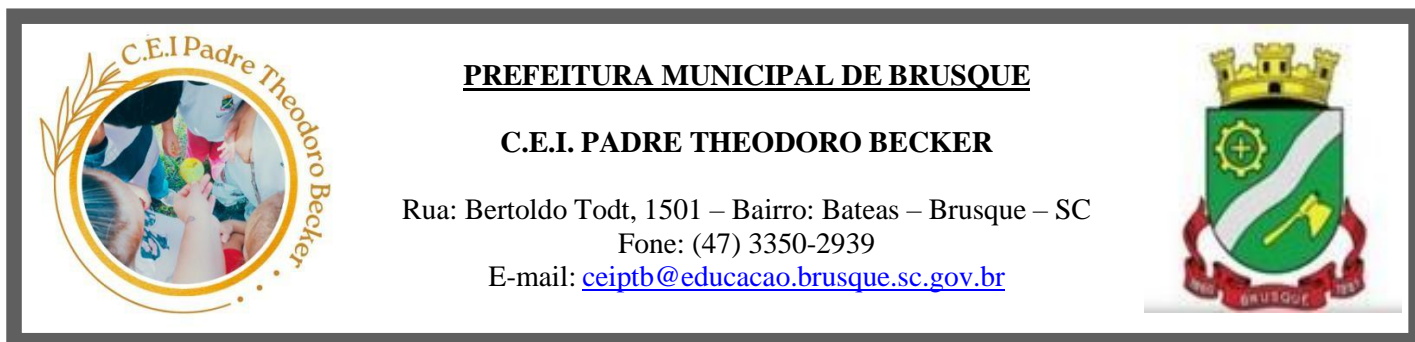 C.E.I Padre Theodoro Becker
PREFEITURA MUNICIPAL DE BRUSQUE
C.E.I. PADRE THEODORO BECKER
Rua: Bertoldo Todt, 1501 – Bairro: Bateas – Brusque – SC
Fone: (47) 3350-2939
E-mail: ceiptb@educacao.brusque.sc.gov.br
BRUSQUE